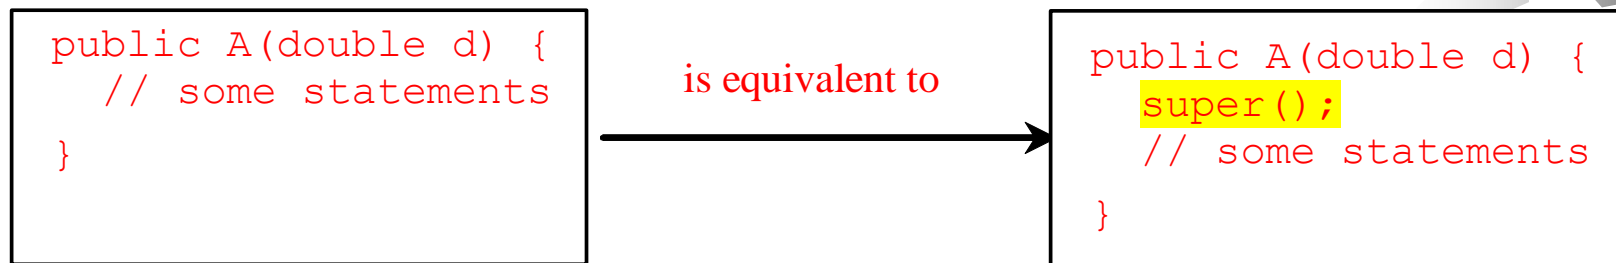 public A(double d) {
// some statements
}
is equivalent to
public A(double d) {
super();
// some statements
}